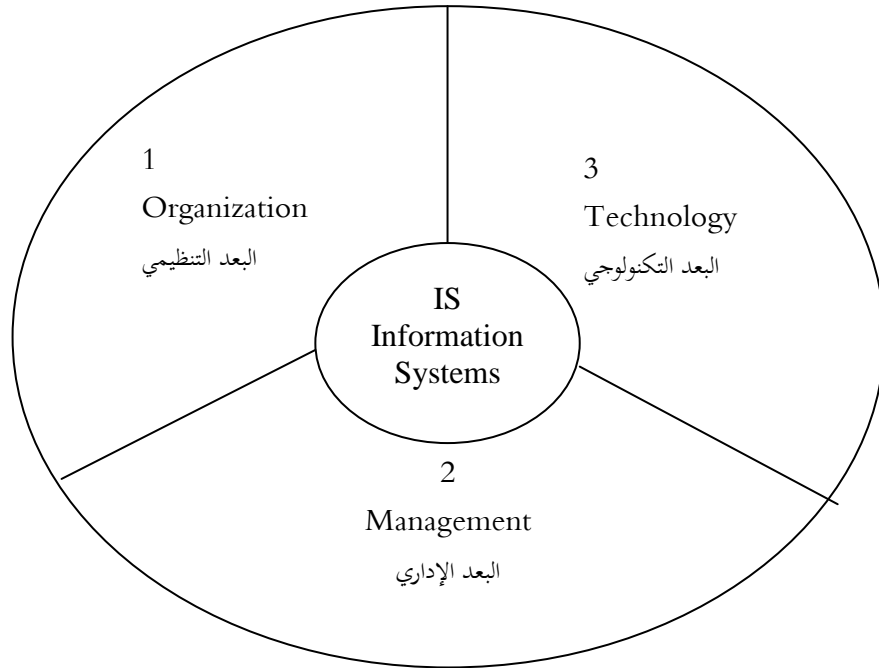 1
Organization
البعد التنظيمي
3
Technology
البعد التكنولوجي
IS
Information
Systems
2
Management
البعد الإداري